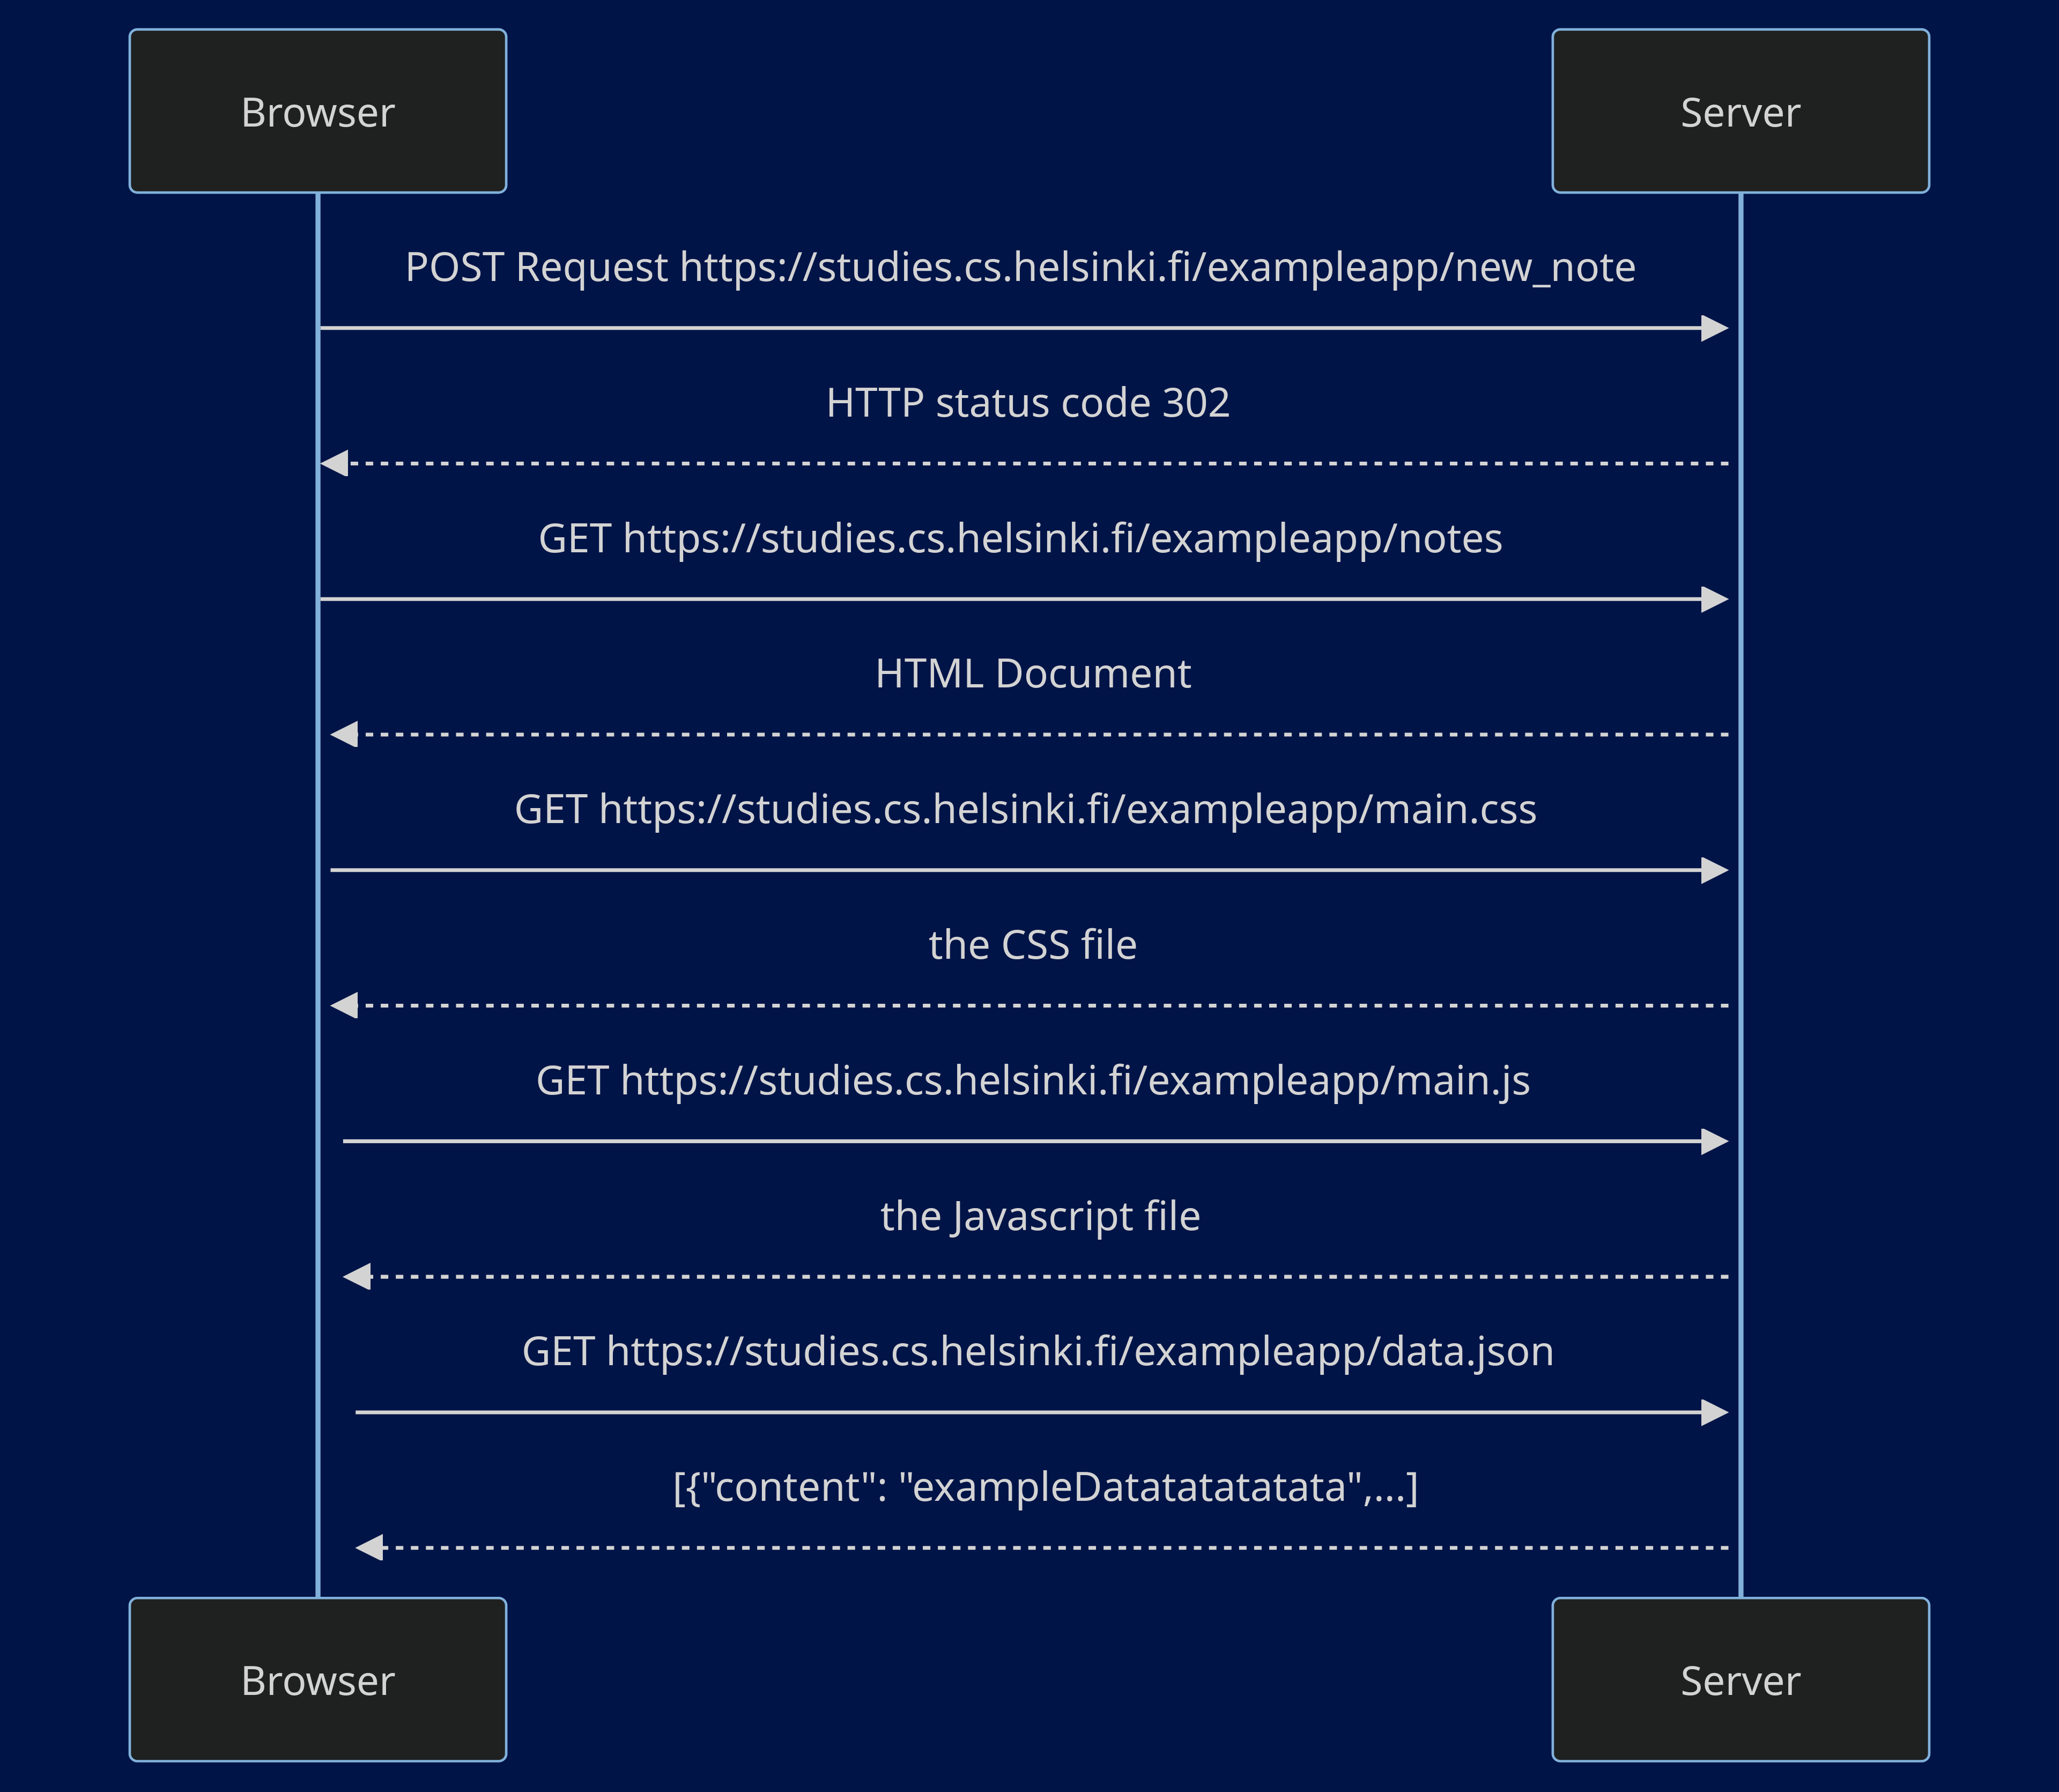 Browser
Server
POST Request https://studies.cs.helsinki.fi/exampleapp/new_note
HTTP status code 302
GET https://studies.cs.helsinki.fi/exampleapp/notes
HTML Document
GET https://studies.cs.helsinki.fi/exampleapp/main.css
the CSS file
GET https://studies.cs.helsinki.fi/exampleapp/main.js
the Javascript file
GET https://studies.cs.helsinki.fi/exampleapp/data.json
[{"content": "exampleDatatatatatata",...]
Browser
Server